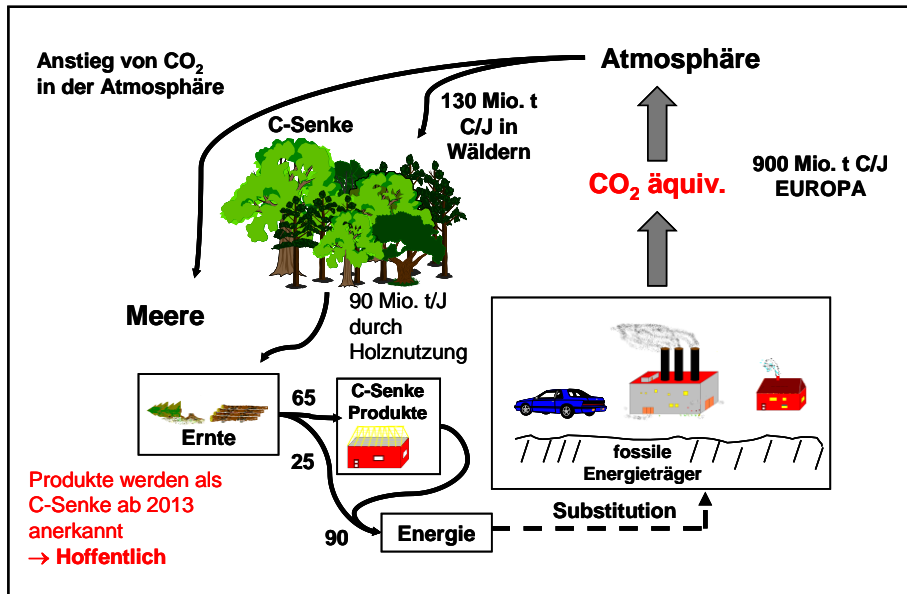 Anstieg von CO₂
in der Atmosphäre
Atmosphäre
130 Mio. t
C/J in
Wäldern
C-Senke
900 Mio. t C/J
EUROPA
CO₂ äquiv.
Meere
90 Mio. t/J
durch
Holznutzung
65
C-Senke
Produkte
Ernte
25
fossile
Energieträger
Produkte werden als
C-Senke ab 2013
anerkannt
→ Hoffentlich
Substitution
90
Energie